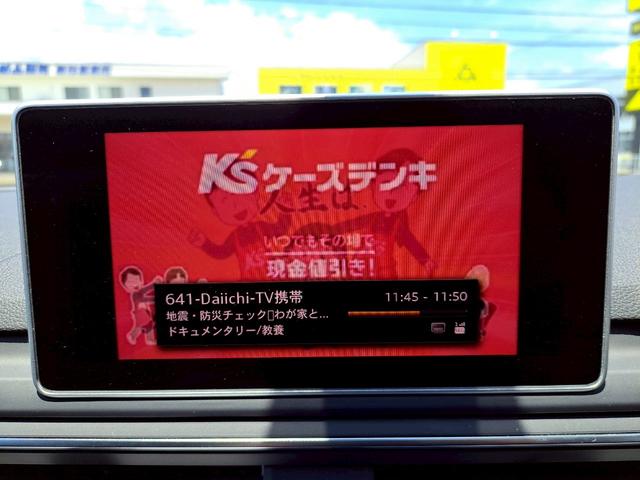 K'sケーズデンキ
人生は
いつでもその場で
現金値引き!
641-Daiichi-TV携帯 11:45 - 11:50
地震・防災チェック▯わが家と...
ドキュメンタリー/教養